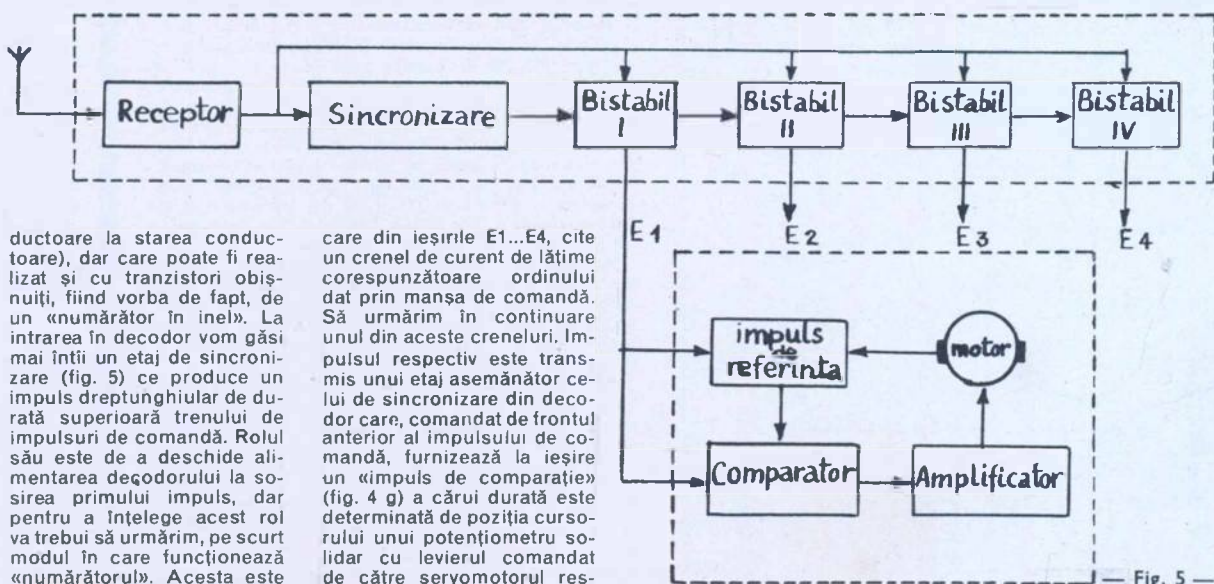 Receptor
Sincronizare
Bistabil
I
Bistabil
II
Bistabil
III
Bistabil
IV
E1
E2
E3
E4
impuls
de
referinta
motor
Comparator
Amplificator
ductoare la starea conduc-
toare), dar care poate fi rea-
lizat și cu tranzistori obiș-
nuiți, fiind vorba de fapt, de
un «numărător în inel». La
intrarea în decodor vom găsi
mai întîi un etaj de sincroni-
zare (fig. 5) ce produce un
impuls dreptunghiular de du-
rată superioară trenului de
impulsuri de comandă. Rolul
său este de a deschide ali-
mentarea decodorului la so-
sirea primului impuls, dar
pentru a înțelege acest rol
va trebui să urmărim, pe scurt
modul în care funcționează
«numărătorul». Acesta este
care din ieșirile E1...E4, cîte
un crenel de curent de lățime
corespunzătoare ordinului
dat prin manșa de comandă.
Să urmărim în continuare
unul din aceste creneluri. Im-
pulsul respectiv este trans-
mis unui etaj asemănător ce-
lui de sincronizare din deco-
dor care, comandat de frontul
anterior al impulsului de co-
mandă, furnizează la ieșire
un «impuls de comparație»
(fig. 4 g) a cărui durată este
determinată de poziția curso-
rului unui potențiometru so-
lidar cu levierul comandat
de către servomotorul res-
Fig. 5